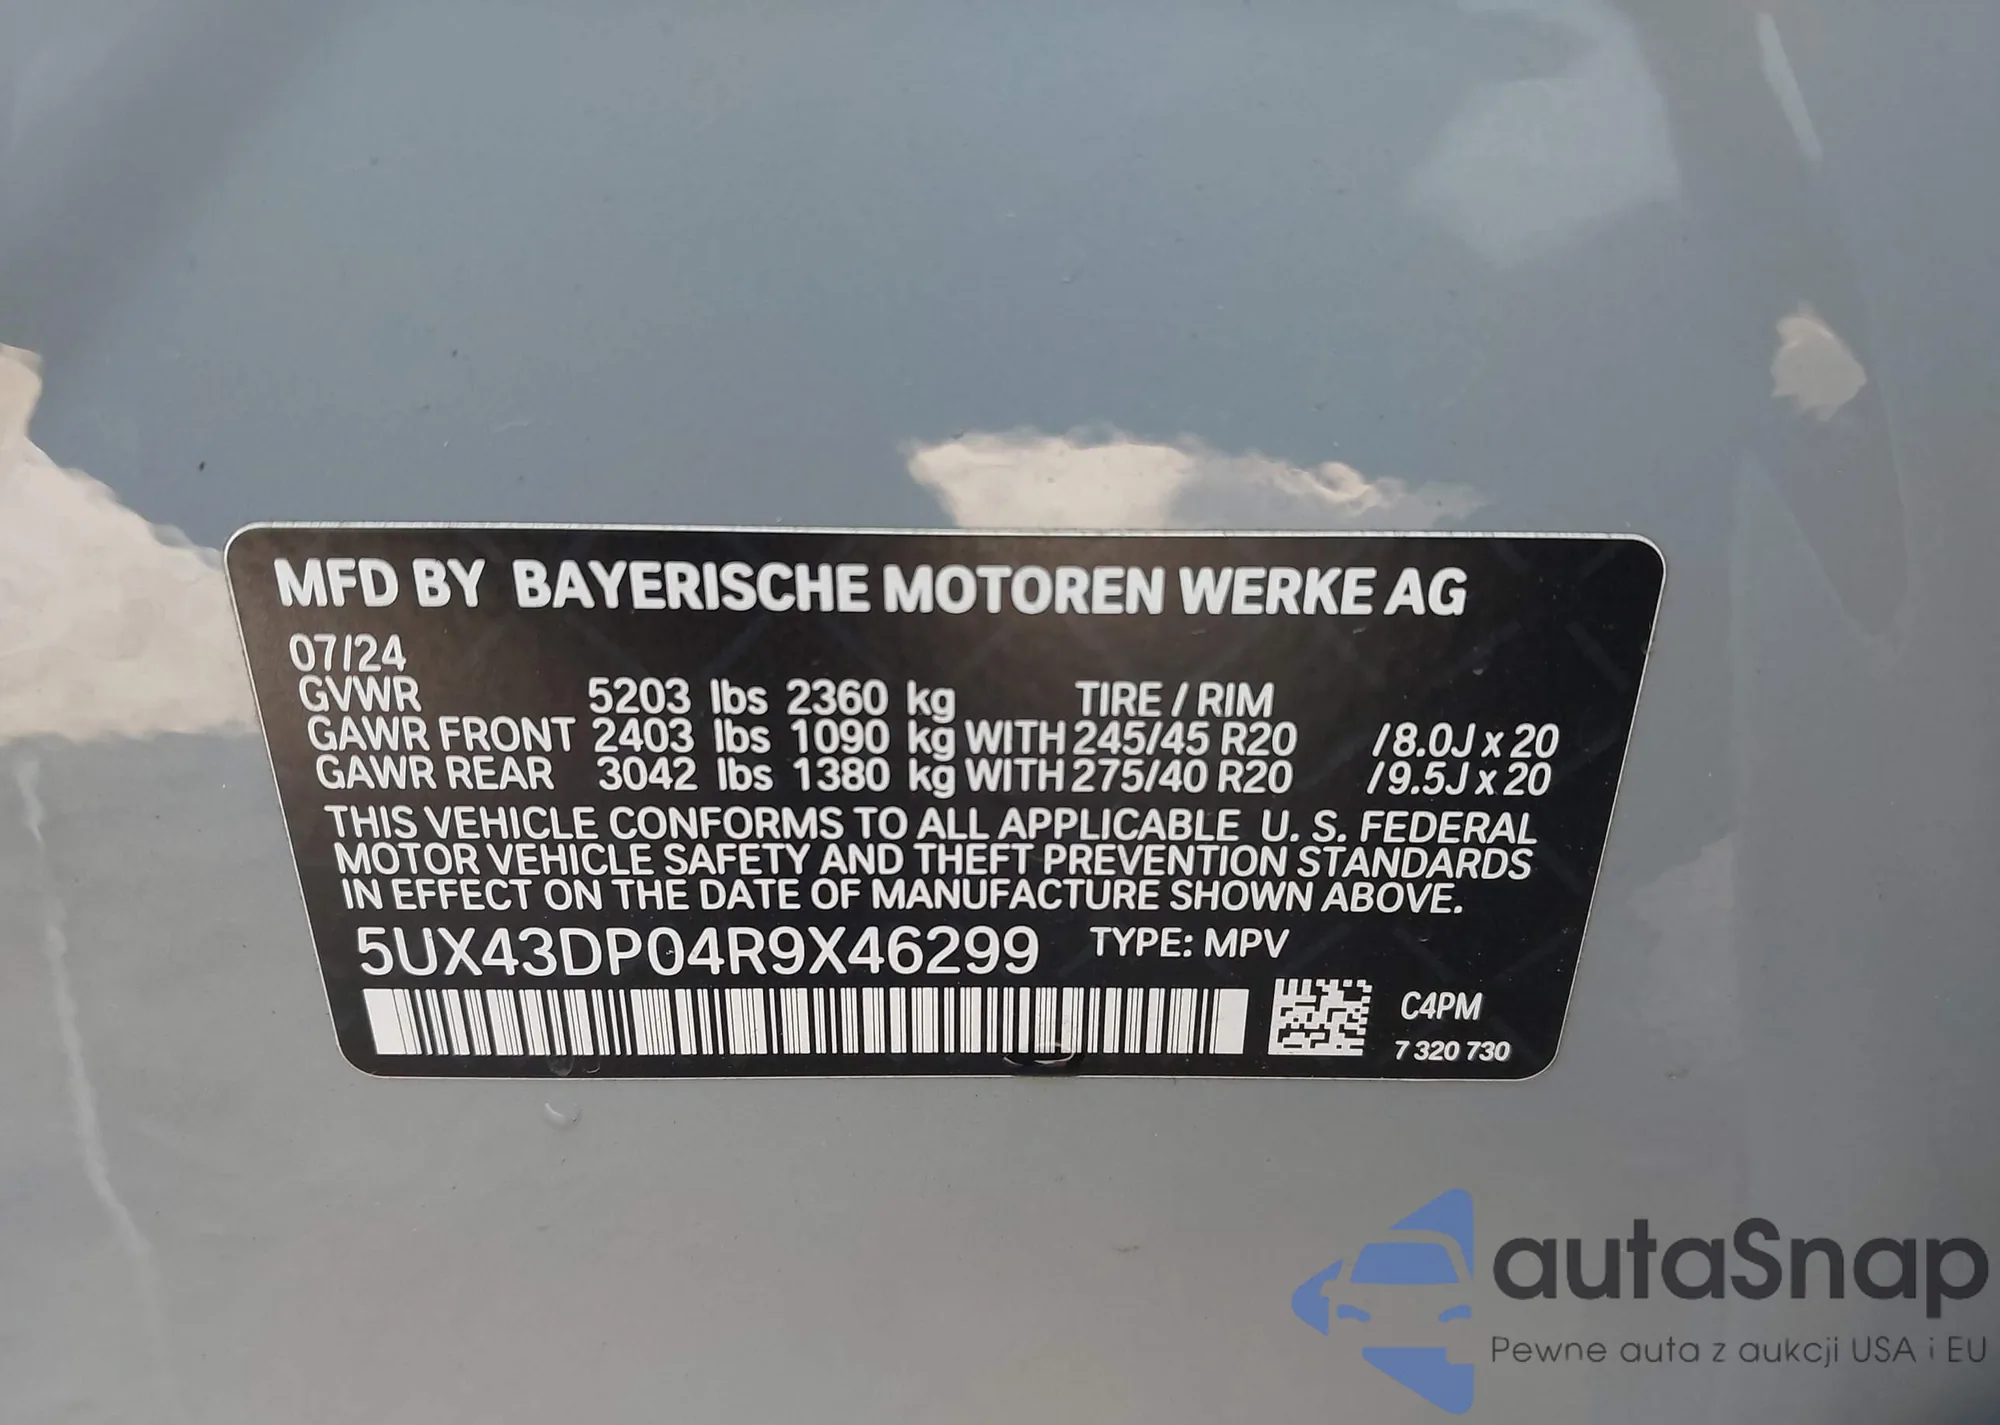 MFD BY BAYERISCHE MOTOREN WERKE AG
07/24
GVWR 5203 lbs 2360 kg TIRE / RIM
GAWR FRONT 2403 lbs 1090 kg WITH 245/45 R20 /8.0J x 20
GAWR REAR 3042 lbs 1380 kg WITH 275/40 R20 /9.5J x 20
THIS VEHICLE CONFORMS TO ALL APPLICABLE U. S. FEDERAL
MOTOR VEHICLE SAFETY AND THEFT PREVENTION STANDARDS
IN EFFECT ON THE DATE OF MANUFACTURE SHOWN ABOVE.
5UX43DP04R9X46299 TYPE: MPV
C4PM
7 320 730
autaSnap
Pewne auta z aukcji USA i EU